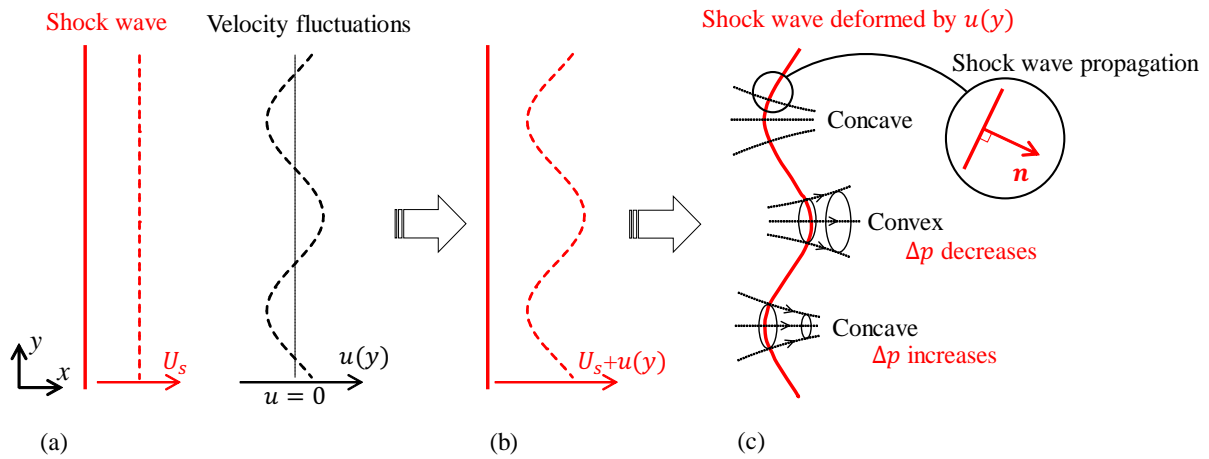 Shock wave
Velocity fluctuations
Shock wave deformed by u(y)
Shock wave propagation
Concave
n
Convex
Δp decreases
Concave
Δp increases
y
x
U_s
u(y)
u = 0
U_s+u(y)
(a)
(b)
(c)